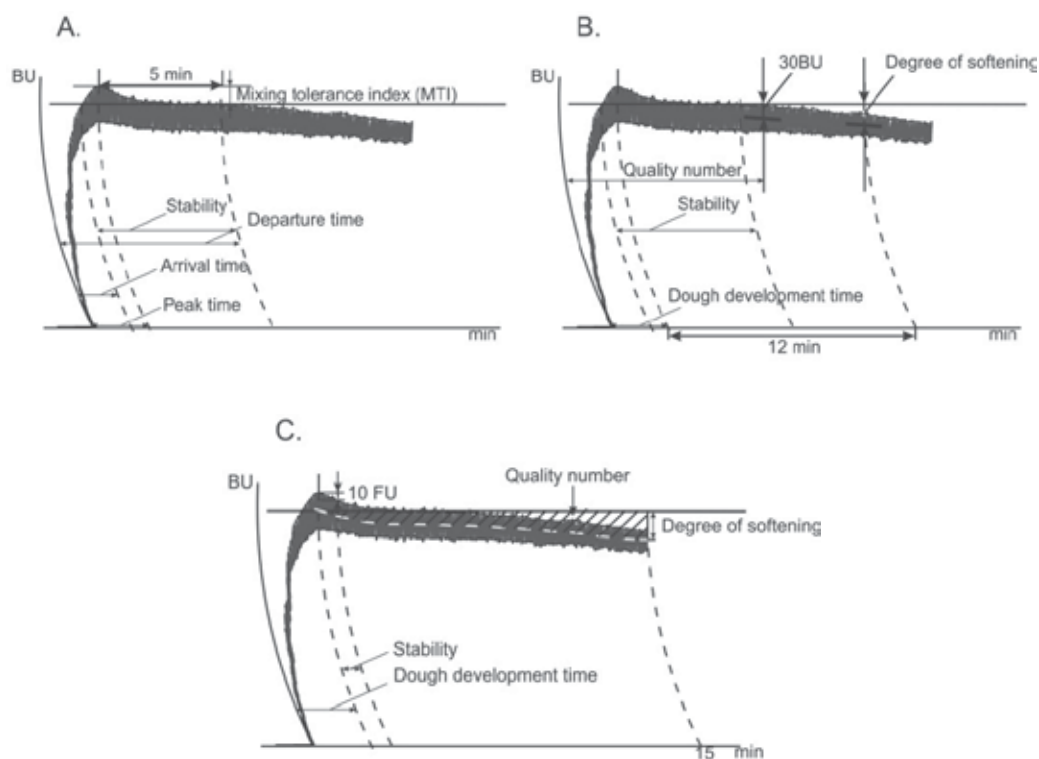 A.
BU
5 min
Mixing tolerance index (MTI)
Stability
Departure time
Arrival time
Peak time
min
B.
BU
30BU
Degree of softening
Quality number
Stability
Dough development time
min
12 min
C.
BU
10 FU
Quality number
Degree of softening
Stability
Dough development time
15 min